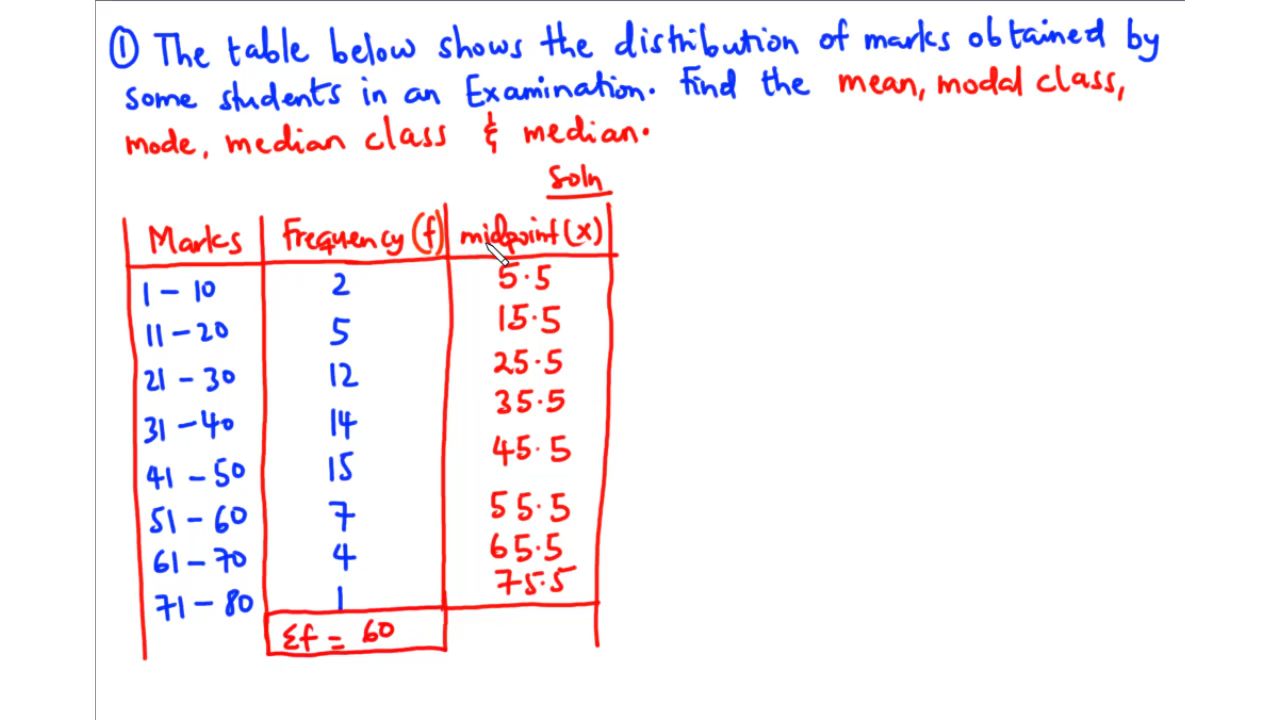 ① The table below shows the distribution of marks obtained by
some students in an Examination. Find the mean, modal class,
mode, median class & median.
Soln
Marks Frequency (f) midpoint (x)
1 - 10 2 5.5
11 - 20 5 15.5
21 - 30 12 25.5
31 - 40 14 35.5
41 - 50 15 45.5
51 - 60 7 55.5
61 - 70 4 65.5
71 - 80 1 75.5
Σf = 60